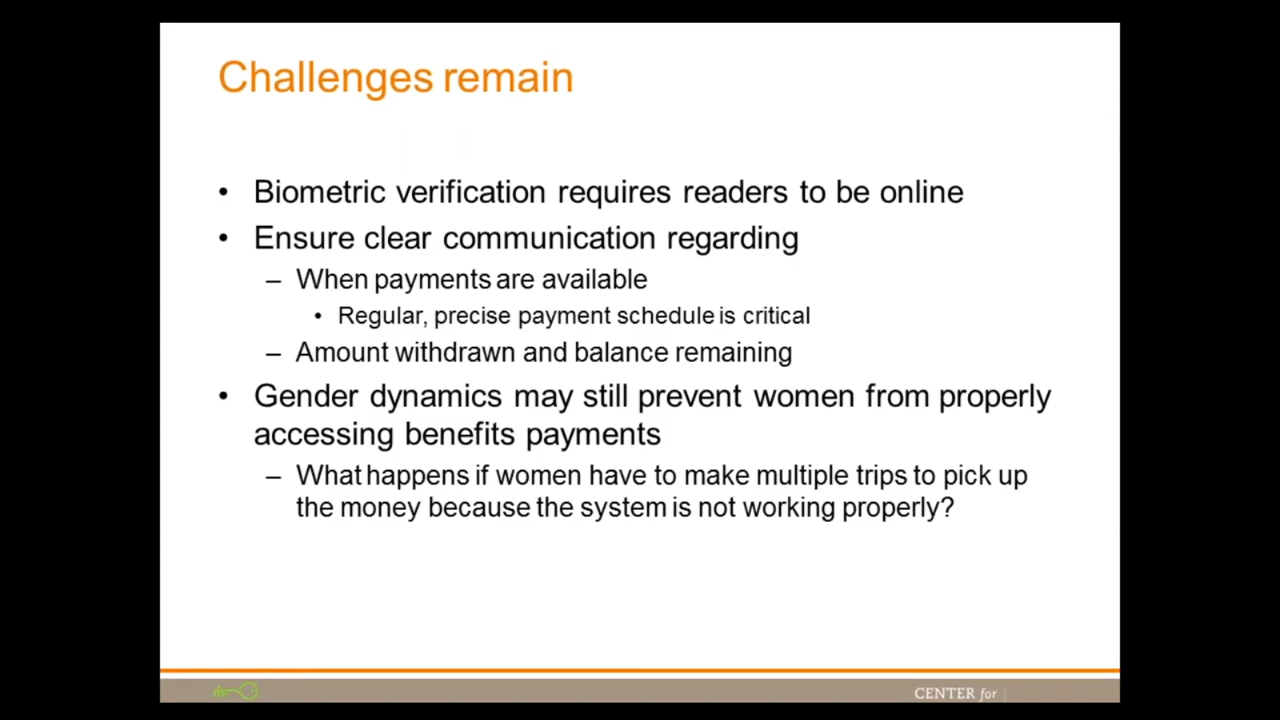 Challenges remain
• Biometric verification requires readers to be online
• Ensure clear communication regarding
– When payments are available
• Regular, precise payment schedule is critical
– Amount withdrawn and balance remaining
• Gender dynamics may still prevent women from properly
accessing benefits payments
– What happens if women have to make multiple trips to pick up
the money because the system is not working properly?
CENTER for